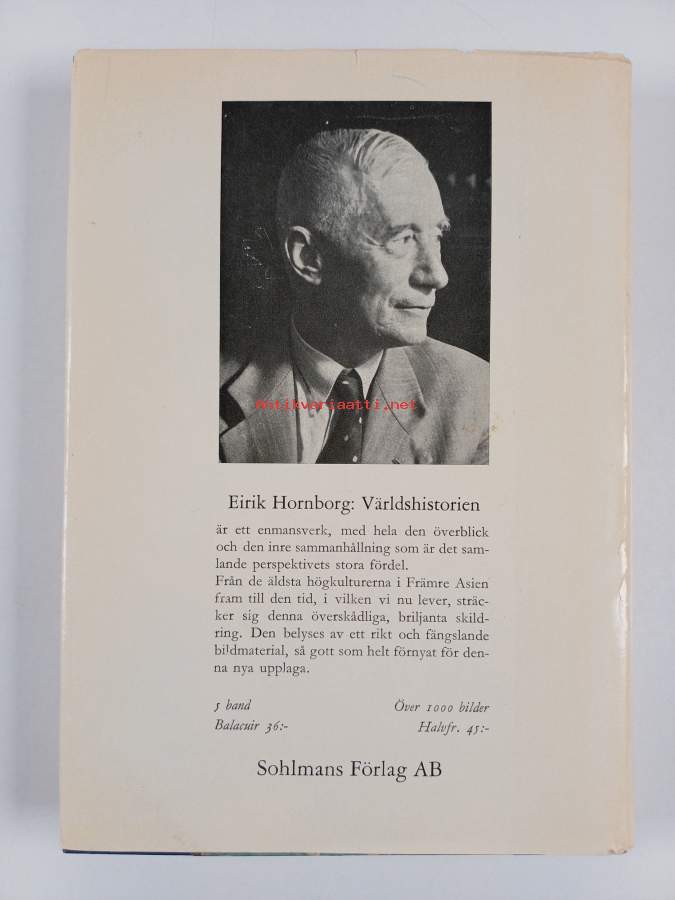 Antikvariaatti.net
Eirik Hornborg: Världshistorien
är ett enmansverk, med hela den överblick
och den inre sammanhållning som är det sam-
lande perspektivets stora fördel.
Från de äldsta högkulturerna i Främre Asien
fram till den tid, i vilken vi nu lever, sträc-
ker sig denna överskådliga, briljanta skild-
ring. Den belyses av ett rikt och fängslande
bildmaterial, så gott som helt förnyat för den-
na nya upplaga.
5 band Över 1000 bilder
Balacuir 36:- Halvfr. 45:-
Sohlmans Förlag AB